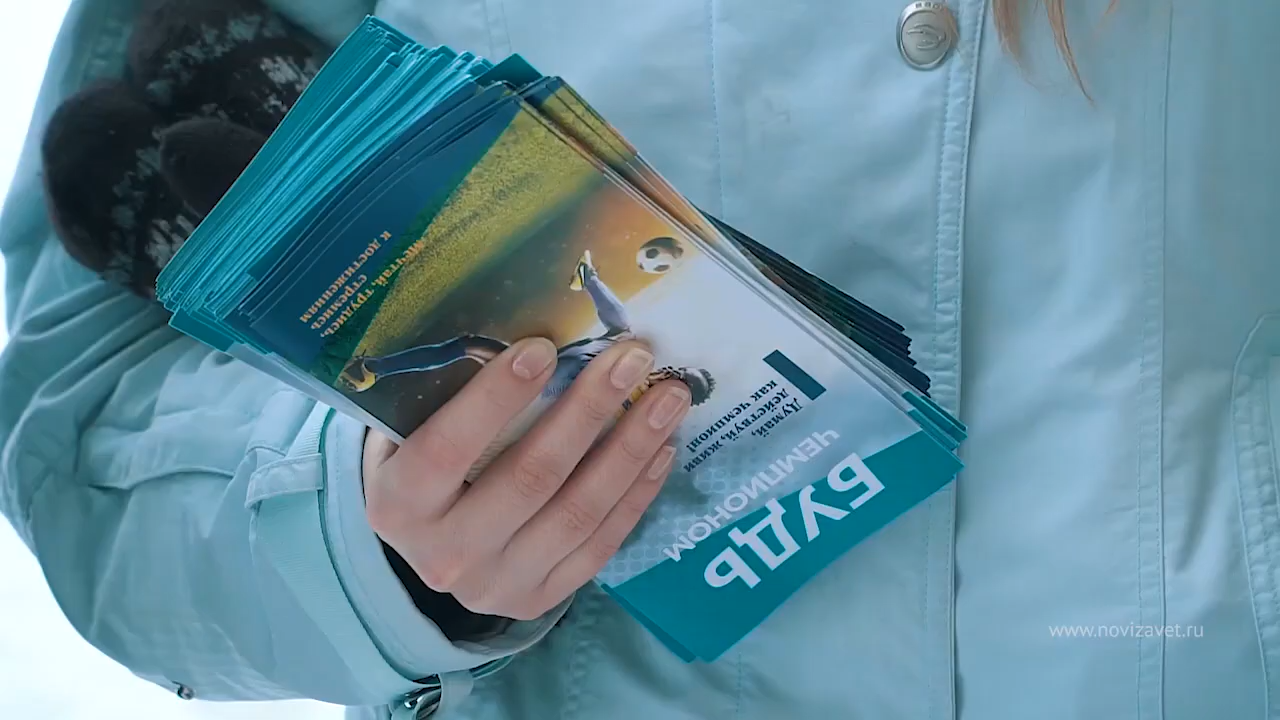 БУДЬ
ЧЕМПИОНОМ
Думай,
действуй, живи
как чемпион!
мечтай, трудись,
стремись
к достижениям
www.novizavet.ru